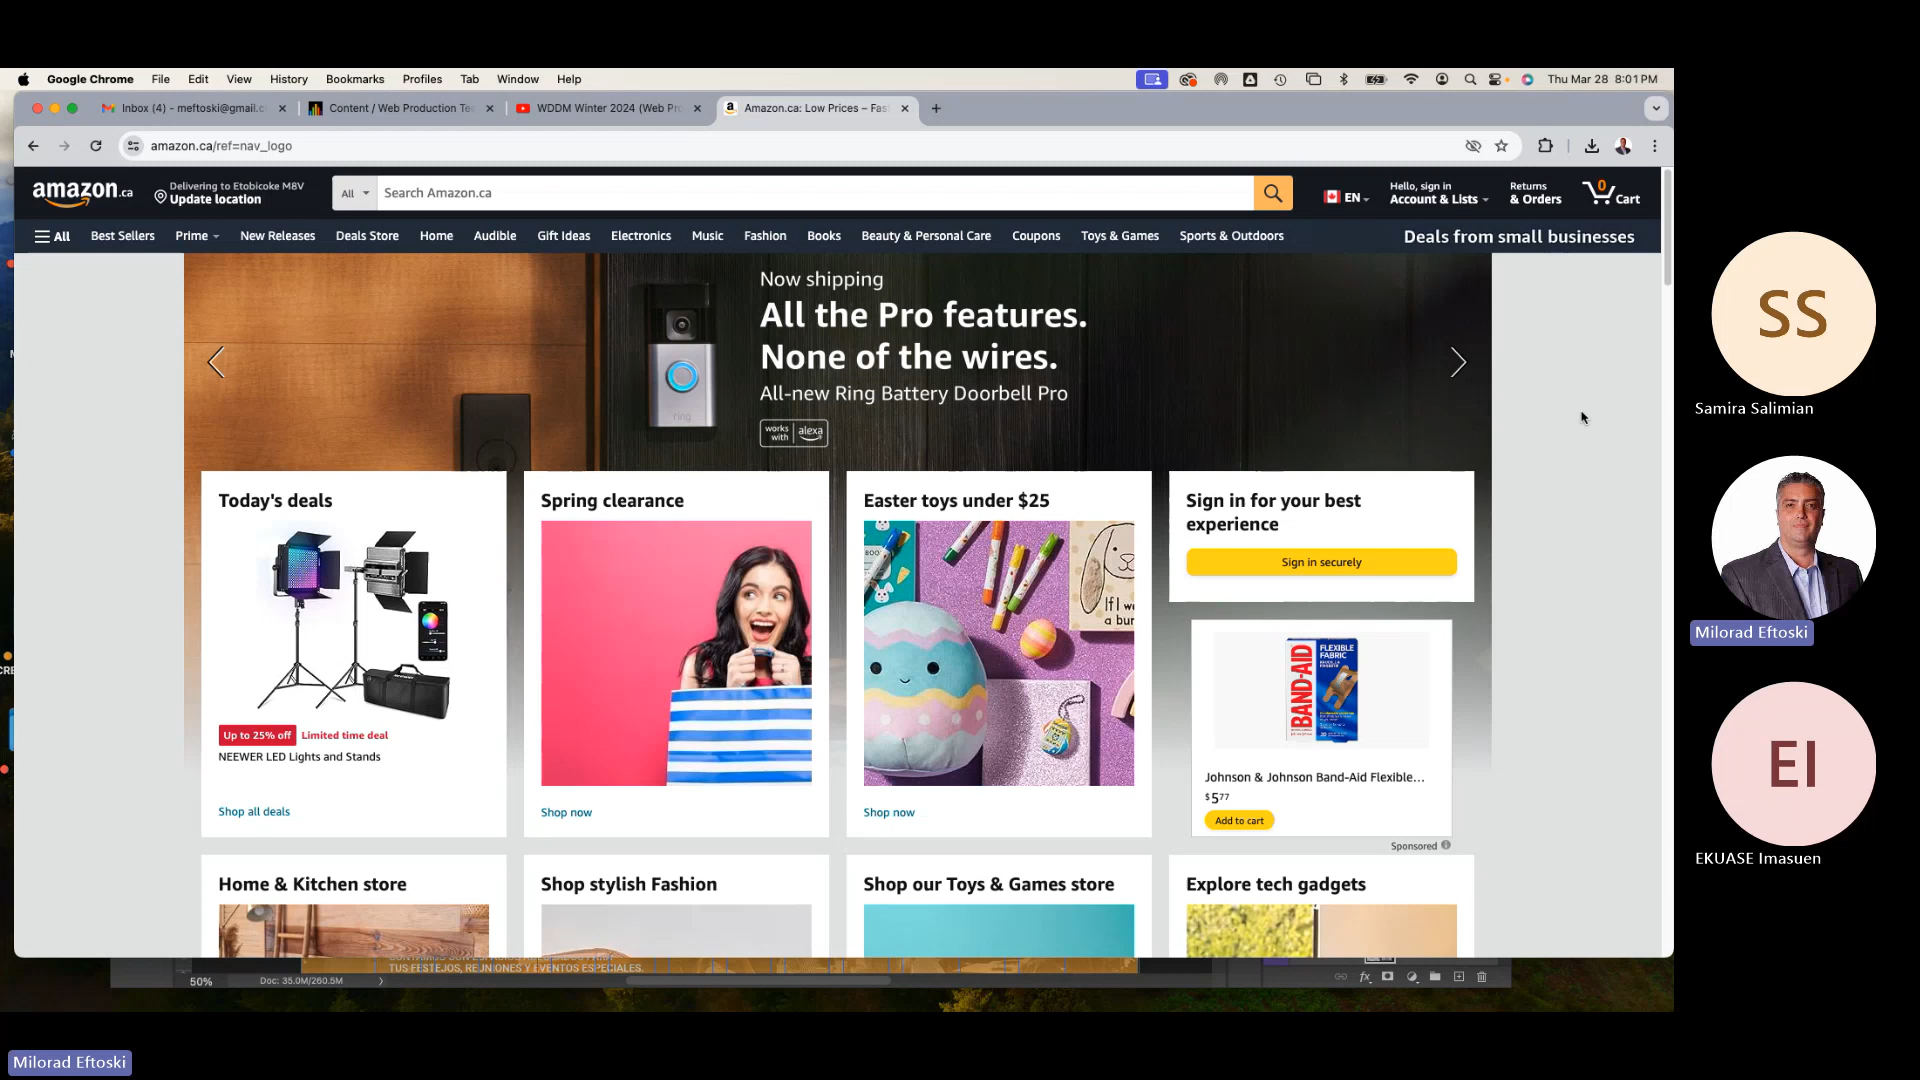 Google Chrome File Edit View History Bookmarks Profiles Tab Window Help Thu Mar 28 8:01 PM
Inbox (4) - meftoski@gmail.c Content / Web Production Te WDDM Winter 2024 (Web Pr Amazon.ca: Low Prices – Fas
amazon.ca/ref=nav_logo
amazon.ca Delivering to Etobicoke M8V Update location All Search Amazon.ca EN Hello, sign in Account & Lists Returns & Orders 0 Cart
All Best Sellers Prime New Releases Deals Store Home Audible Gift Ideas Electronics Music Fashion Books Beauty & Personal Care Coupons Toys & Games Sports & Outdoors Deals from small businesses
Now shipping
All the Pro features.
None of the wires.
All-new Ring Battery Doorbell Pro
works with alexa
ring
Today's deals
Up to 25% off Limited time deal
NEEWER LED Lights and Stands
Shop all deals
Spring clearance
Shop now
Easter toys under $25
If I w
a bun
Shop now
Sign in for your best
experience
Sign in securely
BAND-AID
FLEXIBLE
FABRIC
Johnson & Johnson Band-Aid Flexible...
$577
Add to cart
Sponsored
Home & Kitchen store
Shop stylish Fashion
Shop our Toys & Games store
Explore tech gadgets
TUS FESTEJOS, REUNIONES Y EVENTOS ESPECIALES.
50% Doc: 35.0M/260.5M
fx
SS
Samira Salimian
Milorad Eftoski
EI
EKUASE Imasuen
Milorad Eftoski